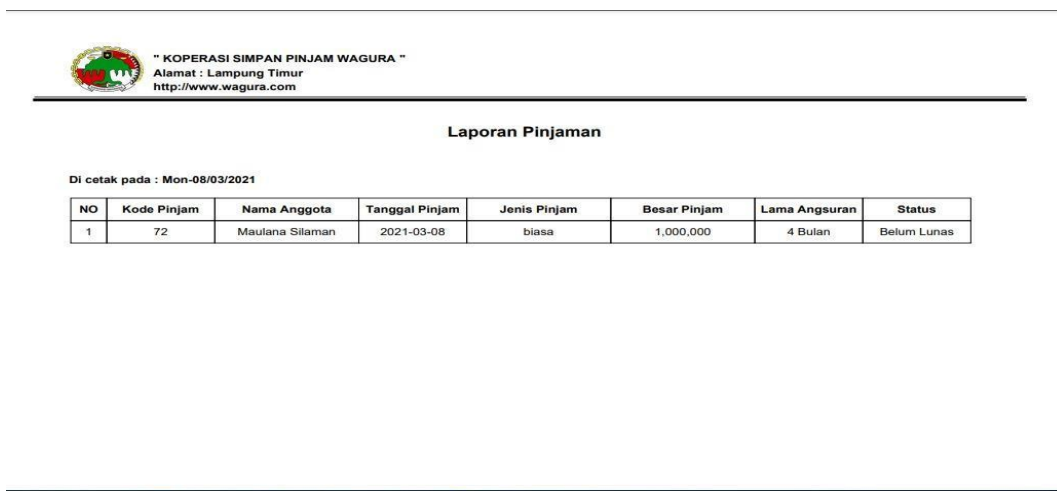 " KOPERASI SIMPAN PINJAM WAGURA "
Alamat : Lampung Timur
http://www.wagura.com
Laporan Pinjaman
Di cetak pada : Mon-08/03/2021
NO Kode Pinjam Nama Anggota Tanggal Pinjam Jenis Pinjam Besar Pinjam Lama Angsuran Status
1 72 Maulana Silaman 2021-03-08 biasa 1,000,000 4 Bulan Belum Lunas